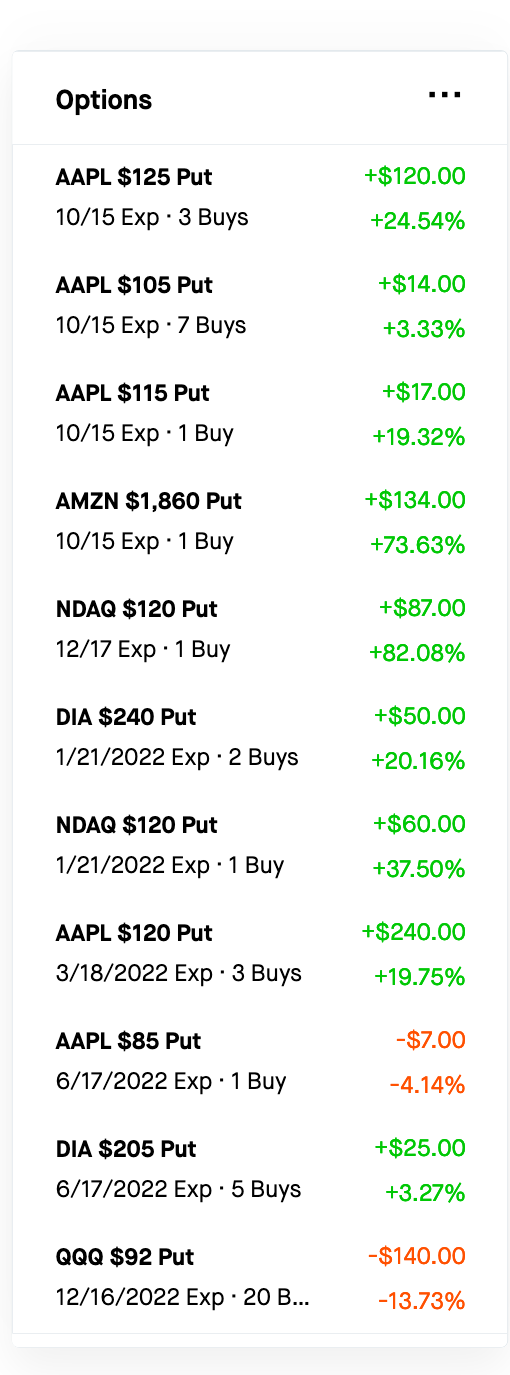 Options
...
AAPL $125 Put +$120.00
10/15 Exp · 3 Buys +24.54%
AAPL $105 Put +$14.00
10/15 Exp · 7 Buys +3.33%
AAPL $115 Put +$17.00
10/15 Exp · 1 Buy +19.32%
AMZN $1,860 Put +$134.00
10/15 Exp · 1 Buy +73.63%
NDAQ $120 Put +$87.00
12/17 Exp · 1 Buy +82.08%
DIA $240 Put +$50.00
1/21/2022 Exp · 2 Buys +20.16%
NDAQ $120 Put +$60.00
1/21/2022 Exp · 1 Buy +37.50%
AAPL $120 Put +$240.00
3/18/2022 Exp · 3 Buys +19.75%
AAPL $85 Put -$7.00
6/17/2022 Exp · 1 Buy -4.14%
DIA $205 Put +$25.00
6/17/2022 Exp · 5 Buys +3.27%
QQQ $92 Put -$140.00
12/16/2022 Exp · 20 B... -13.73%